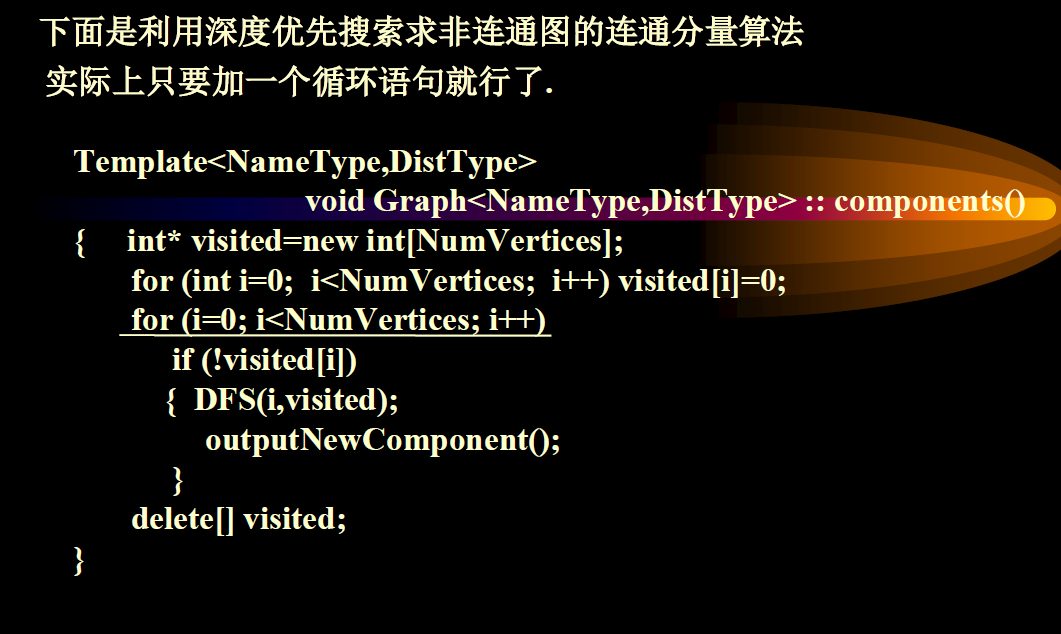 下面是利用深度优先搜索求非连通图的连通分量算法
实际上只要加一个循环语句就行了.
Template<NameType,DistType>
void Graph<NameType,DistType> :: components()
{ int* visited=new int[NumVertices];
for (int i=0; i<NumVertices; i++) visited[i]=0;
for (i=0; i<NumVertices; i++)
if (!visited[i])
{ DFS(i,visited);
outputNewComponent();
}
delete[] visited;
}